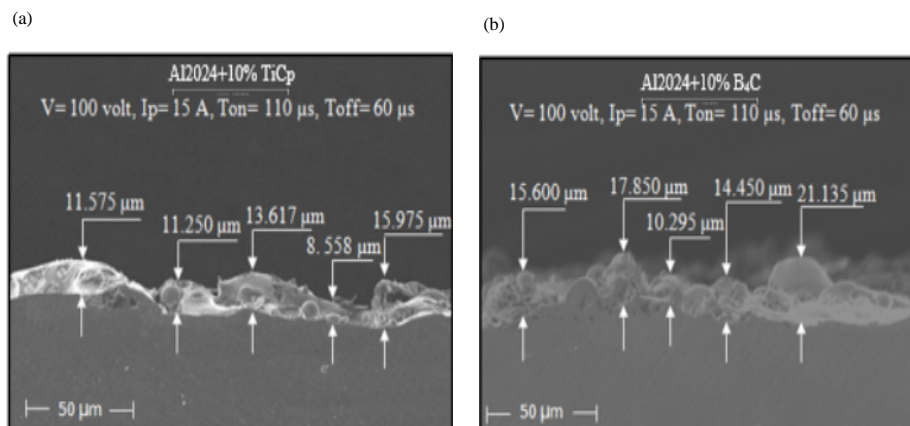 (a)
Al2024+10% TiCp
V= 100 volt, Ip= 15 A, Ton= 110 µs, Toff= 60 µs
11.575 µm
11.250 µm
13.617 µm
8. 558 µm
15.975 µm
50 µm
(b)
Al2024+10% B₄C
V= 100 volt, Ip= 15 A, Ton= 110 µs, Toff= 60 µs
15.600 µm
17.850 µm
10.295 µm
14.450 µm
21.135 µm
50 µm